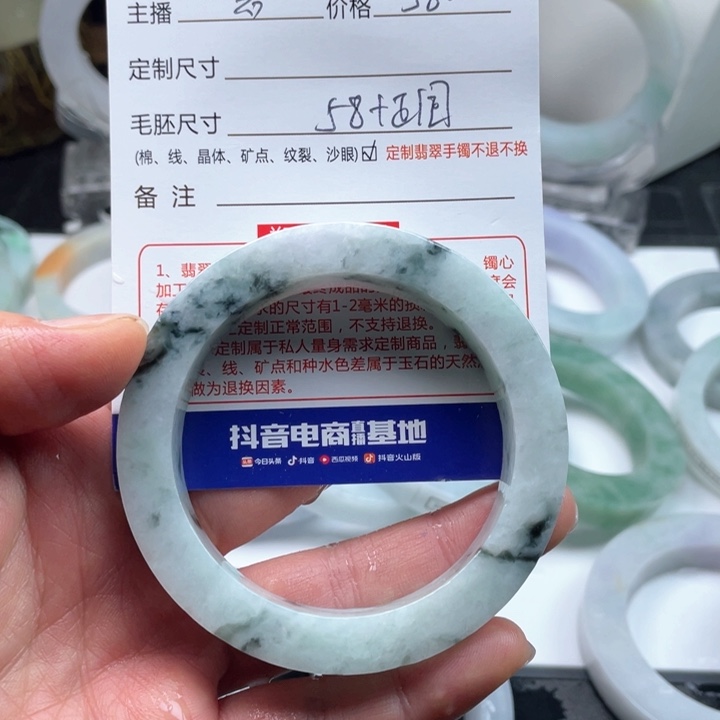 主播 价格
定制尺寸
毛胚尺寸 58+正圈
(棉、线、晶体、矿点、纹裂、沙眼)☑ 定制翡翠手镯不退不换
备注
1、翡翠 镯心
加工
的尺寸有1-2毫米的
定制正常范围，不支持退换。
定制属于私人量身需求定制商品，
、线、矿点和种水色差属于玉石的天然
做为退换因素。
抖音电商直播基地
今日头条 抖音 西瓜视频 抖音火山版